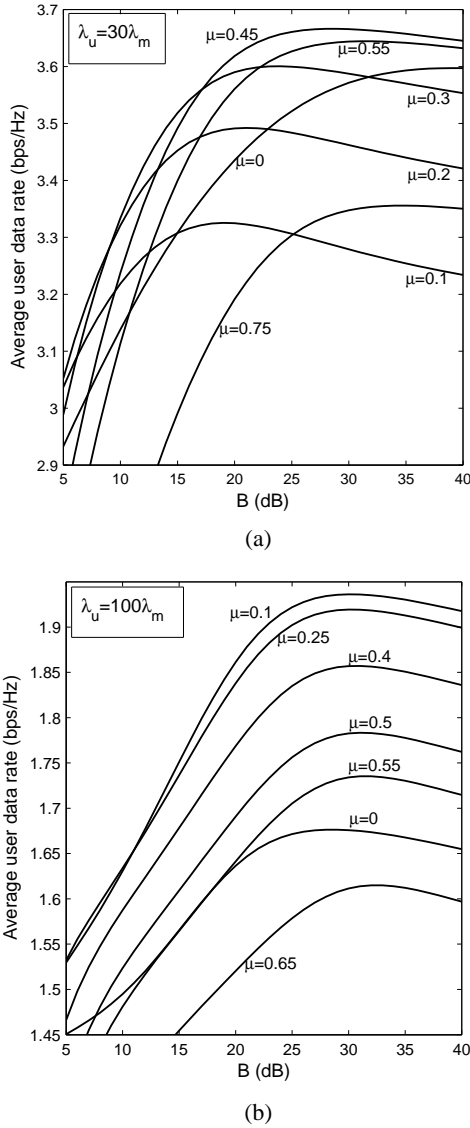 3.7
λu=30λm
μ=0.45
μ=0.55
3.6
μ=0.3
3.5
μ=0
μ=0.2
3.4
3.3
μ=0.1
3.2
μ=0.75
3.1
3
2.9
5 10 15 20 25 30 35 40
B (dB)
Average user data rate (bps/Hz)
(a)
λu=100λm
μ=0.1
1.9
μ=0.25
1.85
μ=0.4
1.8
μ=0.5
1.75
μ=0.55
1.7
μ=0
1.65
1.6
1.55
μ=0.65
1.5
1.45
5 10 15 20 25 30 35 40
B (dB)
Average user data rate (bps/Hz)
(b)